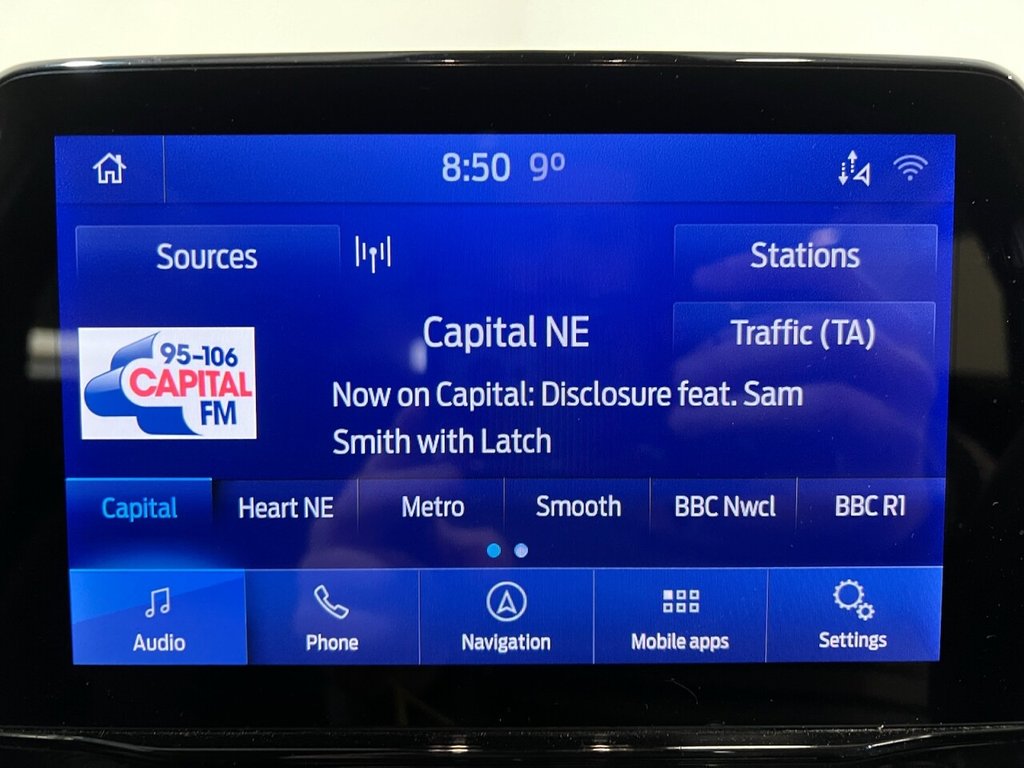 8:50 9°
Sources
Stations
Capital NE
Traffic (TA)
95-106
CAPITAL
FM
Now on Capital: Disclosure feat. Sam
Smith with Latch
Capital Heart NE Metro Smooth BBC Nwcl BBC R1
Audio Phone Navigation Mobile apps Settings